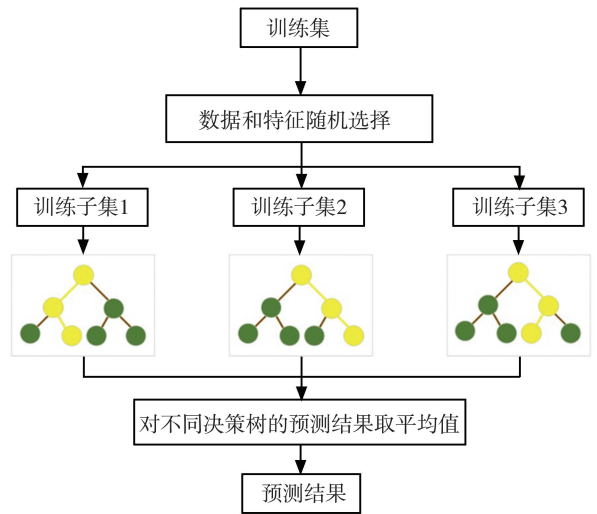 训练集
数据和特征随机选择
训练子集1
训练子集2
训练子集3
对不同决策树的预测结果取平均值
预测结果